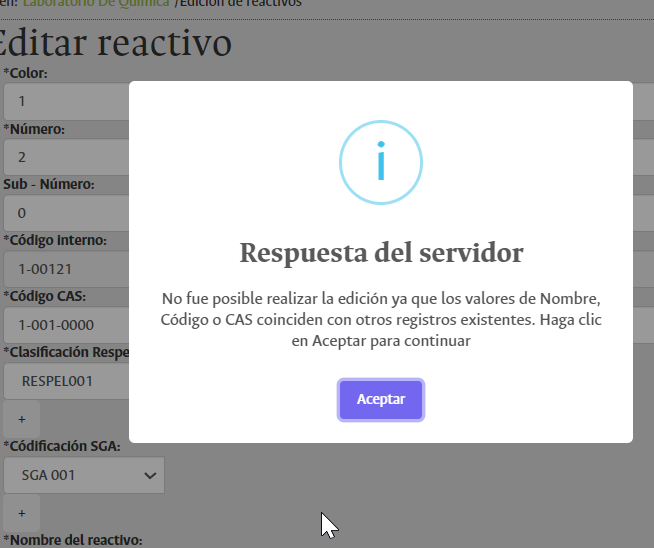 en: Laboratorio De Química /Edición de reactivos
Editar reactivo
*Color:
1
*Número:
2
Sub - Número:
0
*Código interno:
1-00121
*Código CAS:
1-001-0000
*Clasificación Respe
RESPEL001
+
*Códificación SGA:
SGA 001
+
*Nombre del reactivo:
i
Respuesta del servidor
No fue posible realizar la edición ya que los valores de Nombre,
Código o CAS coinciden con otros registros existentes. Haga clic
en Aceptar para continuar
Aceptar